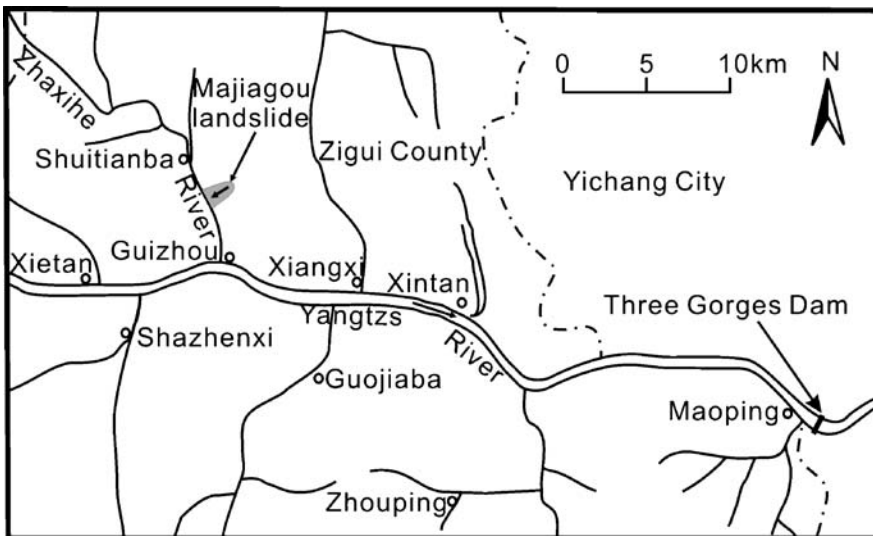 0 5 10km
N
Zhaxihe
Majiagou
landslide
Shuitianba
River
Zigui County
Yichang City
Guizhou
Xietan
Xiangxi
Xintan
Three Gorges Dam
Yangtzs
River
Shazhenxi
Guojiaba
Maoping
Zhouping